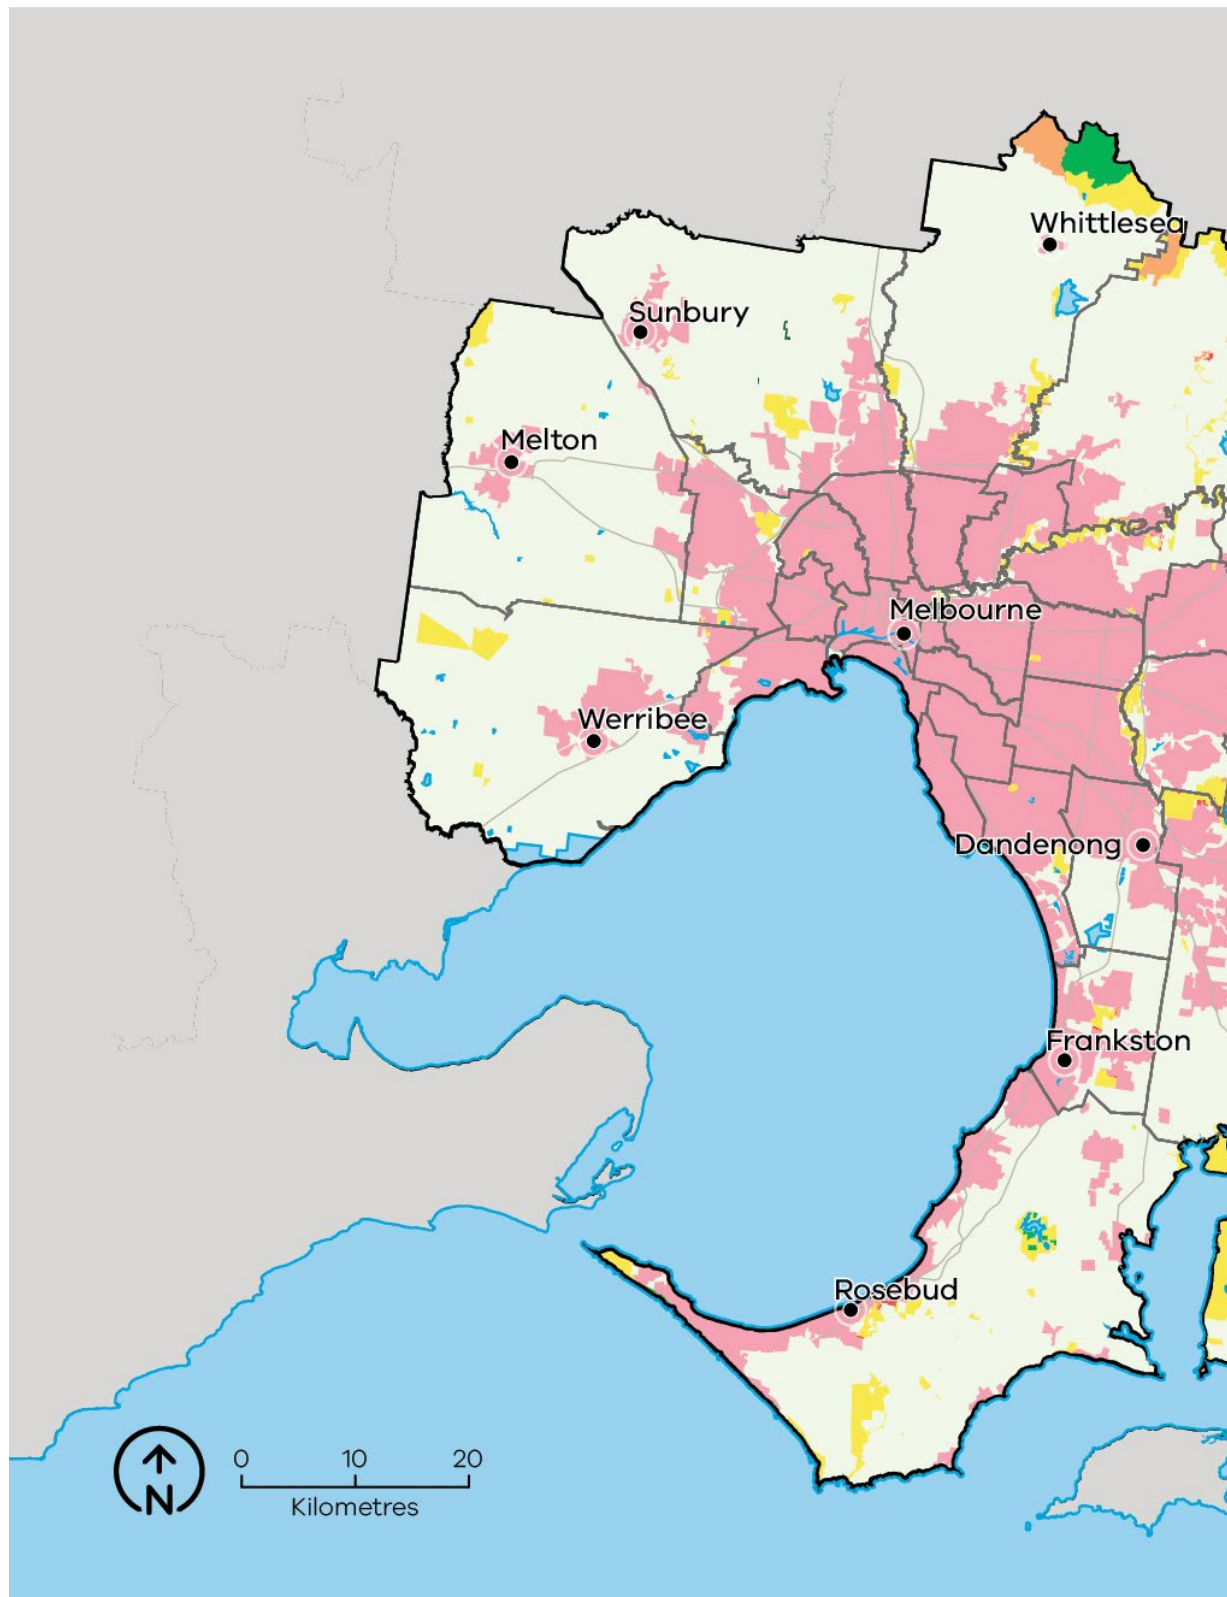 Whittlesea
Sunbury
Melton
Melbourne
Werribee
Dandenong
Frankston
Rosebud
N
0 10 20
Kilometres